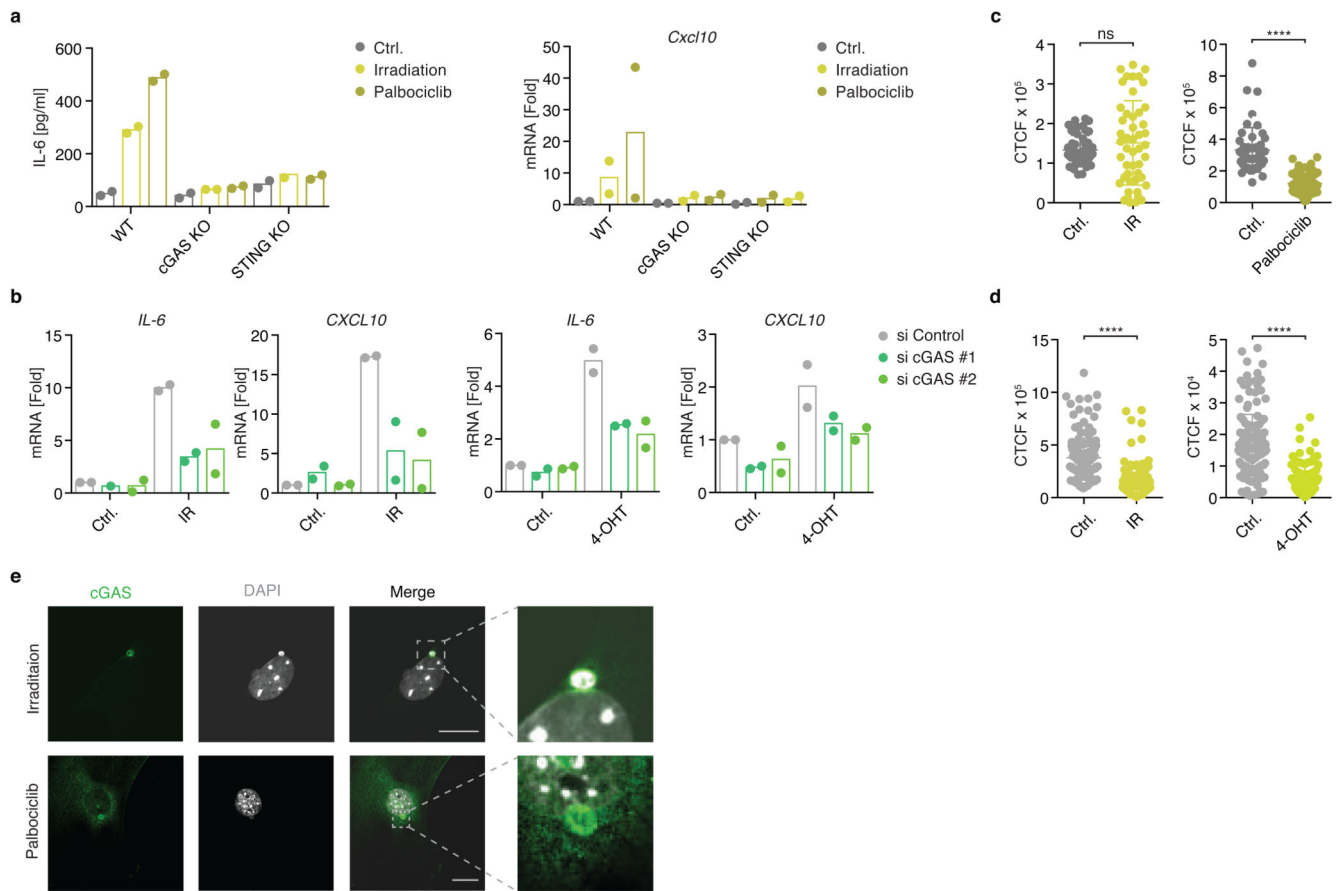 a
IL-6 [pg/ml]
600
400
200
0
WT
cGAS KO
STING KO
Ctrl.
Irradiation
Palbociclib
Cxcl10
mRNA [Fold]
50
40
30
20
10
0
WT
cGAS KO
STING KO
Ctrl.
Irradiation
Palbociclib
b
IL-6
mRNA [Fold]
15
10
5
0
Ctrl.
IR
CXCL10
mRNA [Fold]
20
15
10
5
0
Ctrl.
IR
IL-6
mRNA [Fold]
6
4
2
0
Ctrl.
4-OHT
CXCL10
mRNA [Fold]
3
2
1
0
Ctrl.
4-OHT
si Control
si cGAS #1
si cGAS #2
c
ns
CTCF x 10⁵
4
3
2
1
0
Ctrl.
IR
****
CTCF x 10⁵
10
8
6
4
2
0
Ctrl.
Palbociclib
d
****
CTCF x 10⁵
15
10
5
0
Ctrl.
IR
****
CTCF x 10⁴
5
4
3
2
1
0
Ctrl.
4-OHT
e
cGAS
DAPI
Merge
Irraditaion
Palbociclib